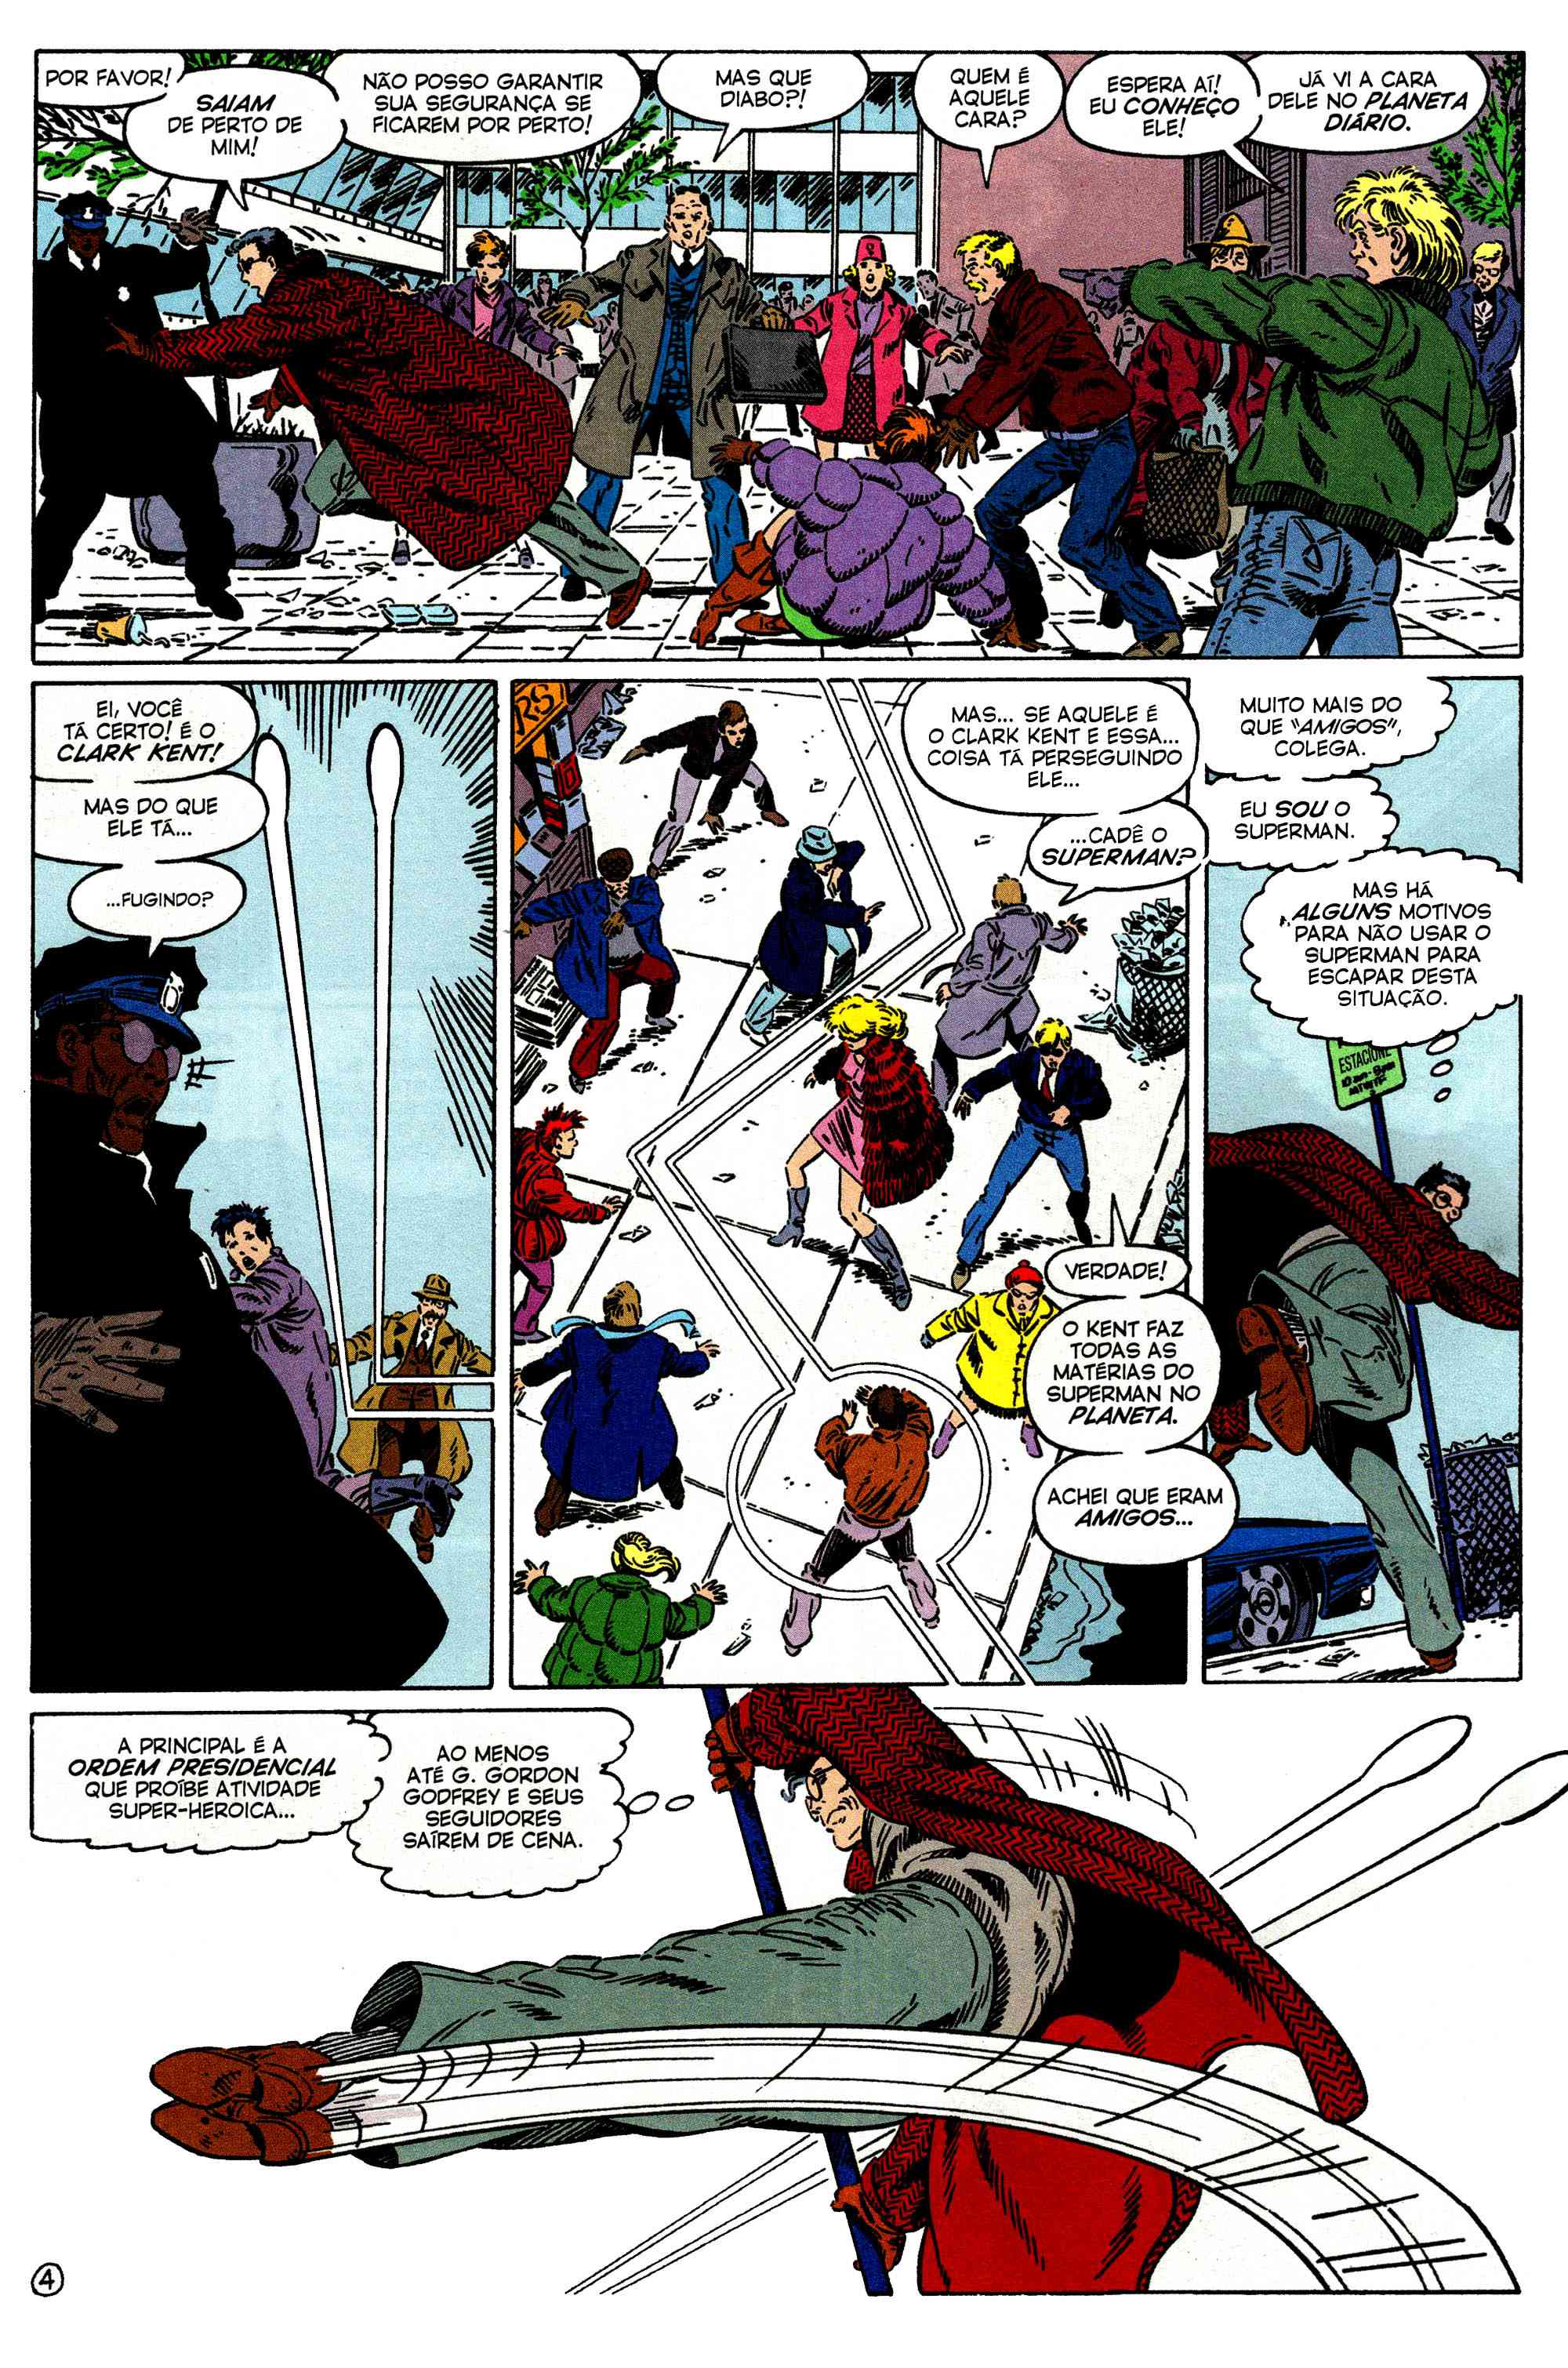 POR FAVOR!
SAIAM
DE PERTO DE
MIM!
NÃO POSSO GARANTIR
SUA SEGURANÇA SE
FICAREM POR PERTO!
MAS QUE
DIABO?!
QUEM É
AQUELE
CARA?
ESPERA AÍ!
EU CONHEÇO
ELE!
JÁ VI A CARA
DELE NO PLANETA
DIÁRIO.
EI, VOCÊ
TÁ CERTO! É O
CLARK KENT!
MAS DO QUE
ELE TÁ...
...FUGINDO?
RS
MAS... SE AQUELE É
O CLARK KENT E ESSA...
COISA TÁ PERSEGUINDO
ELE...
...CADÊ O
SUPERMAN?
VERDADE!
O KENT FAZ
TODAS AS
MATÉRIAS DO
SUPERMAN NO
PLANETA.
ACHEI QUE ERAM
AMIGOS...
MUITO MAIS DO
QUE "AMIGOS",
COLEGA.
EU SOU O
SUPERMAN.
MAS HÁ
ALGUNS MOTIVOS
PARA NÃO USAR O
SUPERMAN PARA
ESCAPAR DESTA
SITUAÇÃO.
ESTACIONE
A PRINCIPAL É A
ORDEM PRESIDENCIAL
QUE PROÍBE ATIVIDADE
SUPER-HEROICA...
AO MENOS
ATÉ G. GORDON
GODFREY E SEUS
SEGUIDORES
SAÍREM DE CENA.
4